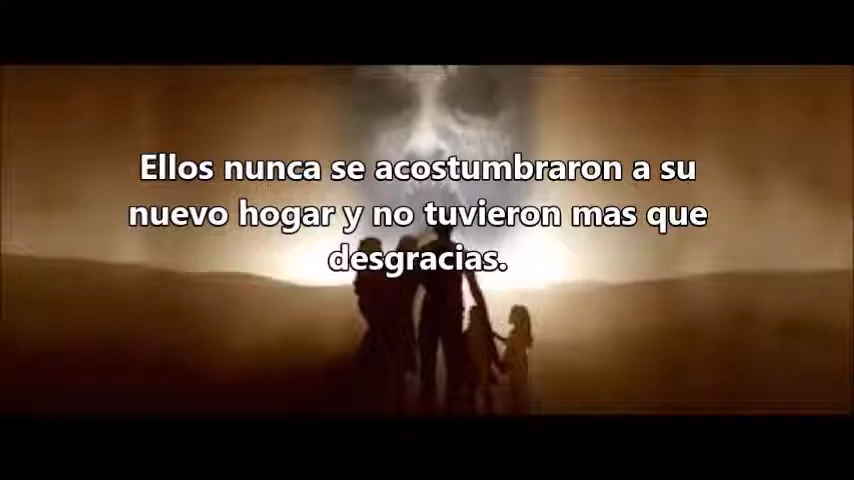 Ellos nunca se acostumbraron a su
nuevo hogar y no tuvieron mas que
desgracias.